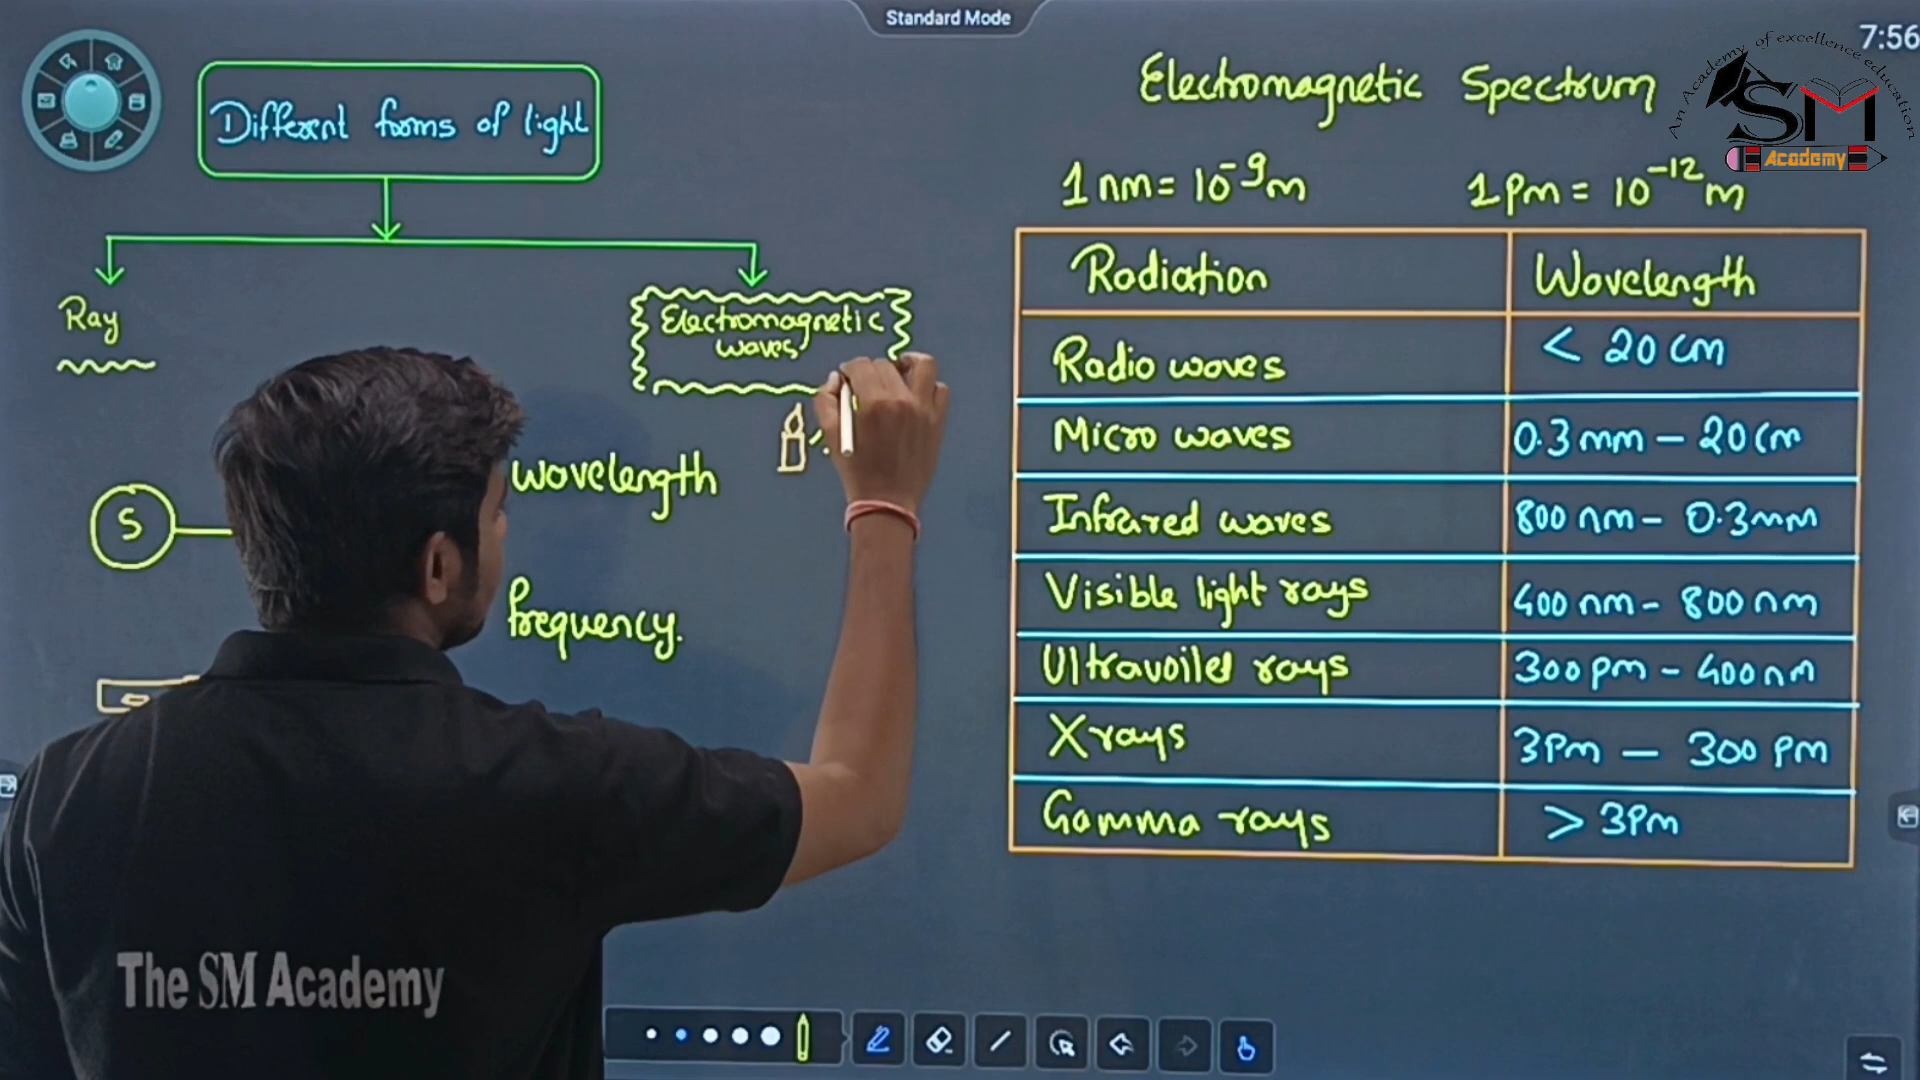 Standard Mode
7:56
An Academy of excellence education
SM
Academy
Different forms of light
Ray
Electromagnetic
waves
S
wavelength
frequency.
Electromagnetic Spectrum
1 nm = 10⁻⁹m
1 pm = 10⁻¹² m
Radiation Wavelength
Radio waves < 20 cm
Micro waves 0.3 mm – 20 cm
Infrared waves 800 nm – 0.3 mm
Visible light rays 400 nm – 800 nm
Ultravoilet rays 300 pm – 400 nm
X rays 3 Pm – 300 pm
Gamma rays > 3 Pm
The SM Academy